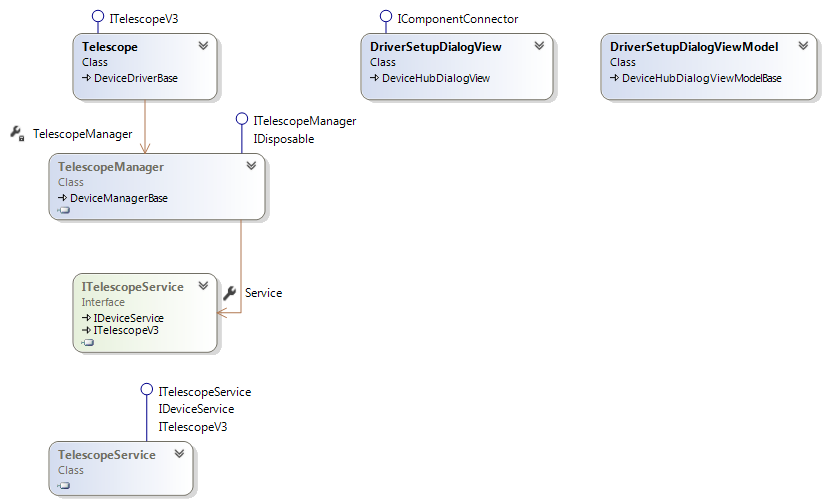 ITelescopeV3
Telescope
Class
DeviceDriverBase
IComponentConnector
DriverSetupDialogView
Class
DeviceHubDialogView
DriverSetupDialogViewModel
Class
DeviceHubDialogViewModelBase
TelescopeManager
ITelescopeManager
IDisposable
TelescopeManager
Class
DeviceManagerBase
ITelescopeService
Interface
IDeviceService
ITelescopeV3
Service
ITelescopeService
IDeviceService
ITelescopeV3
TelescopeService
Class